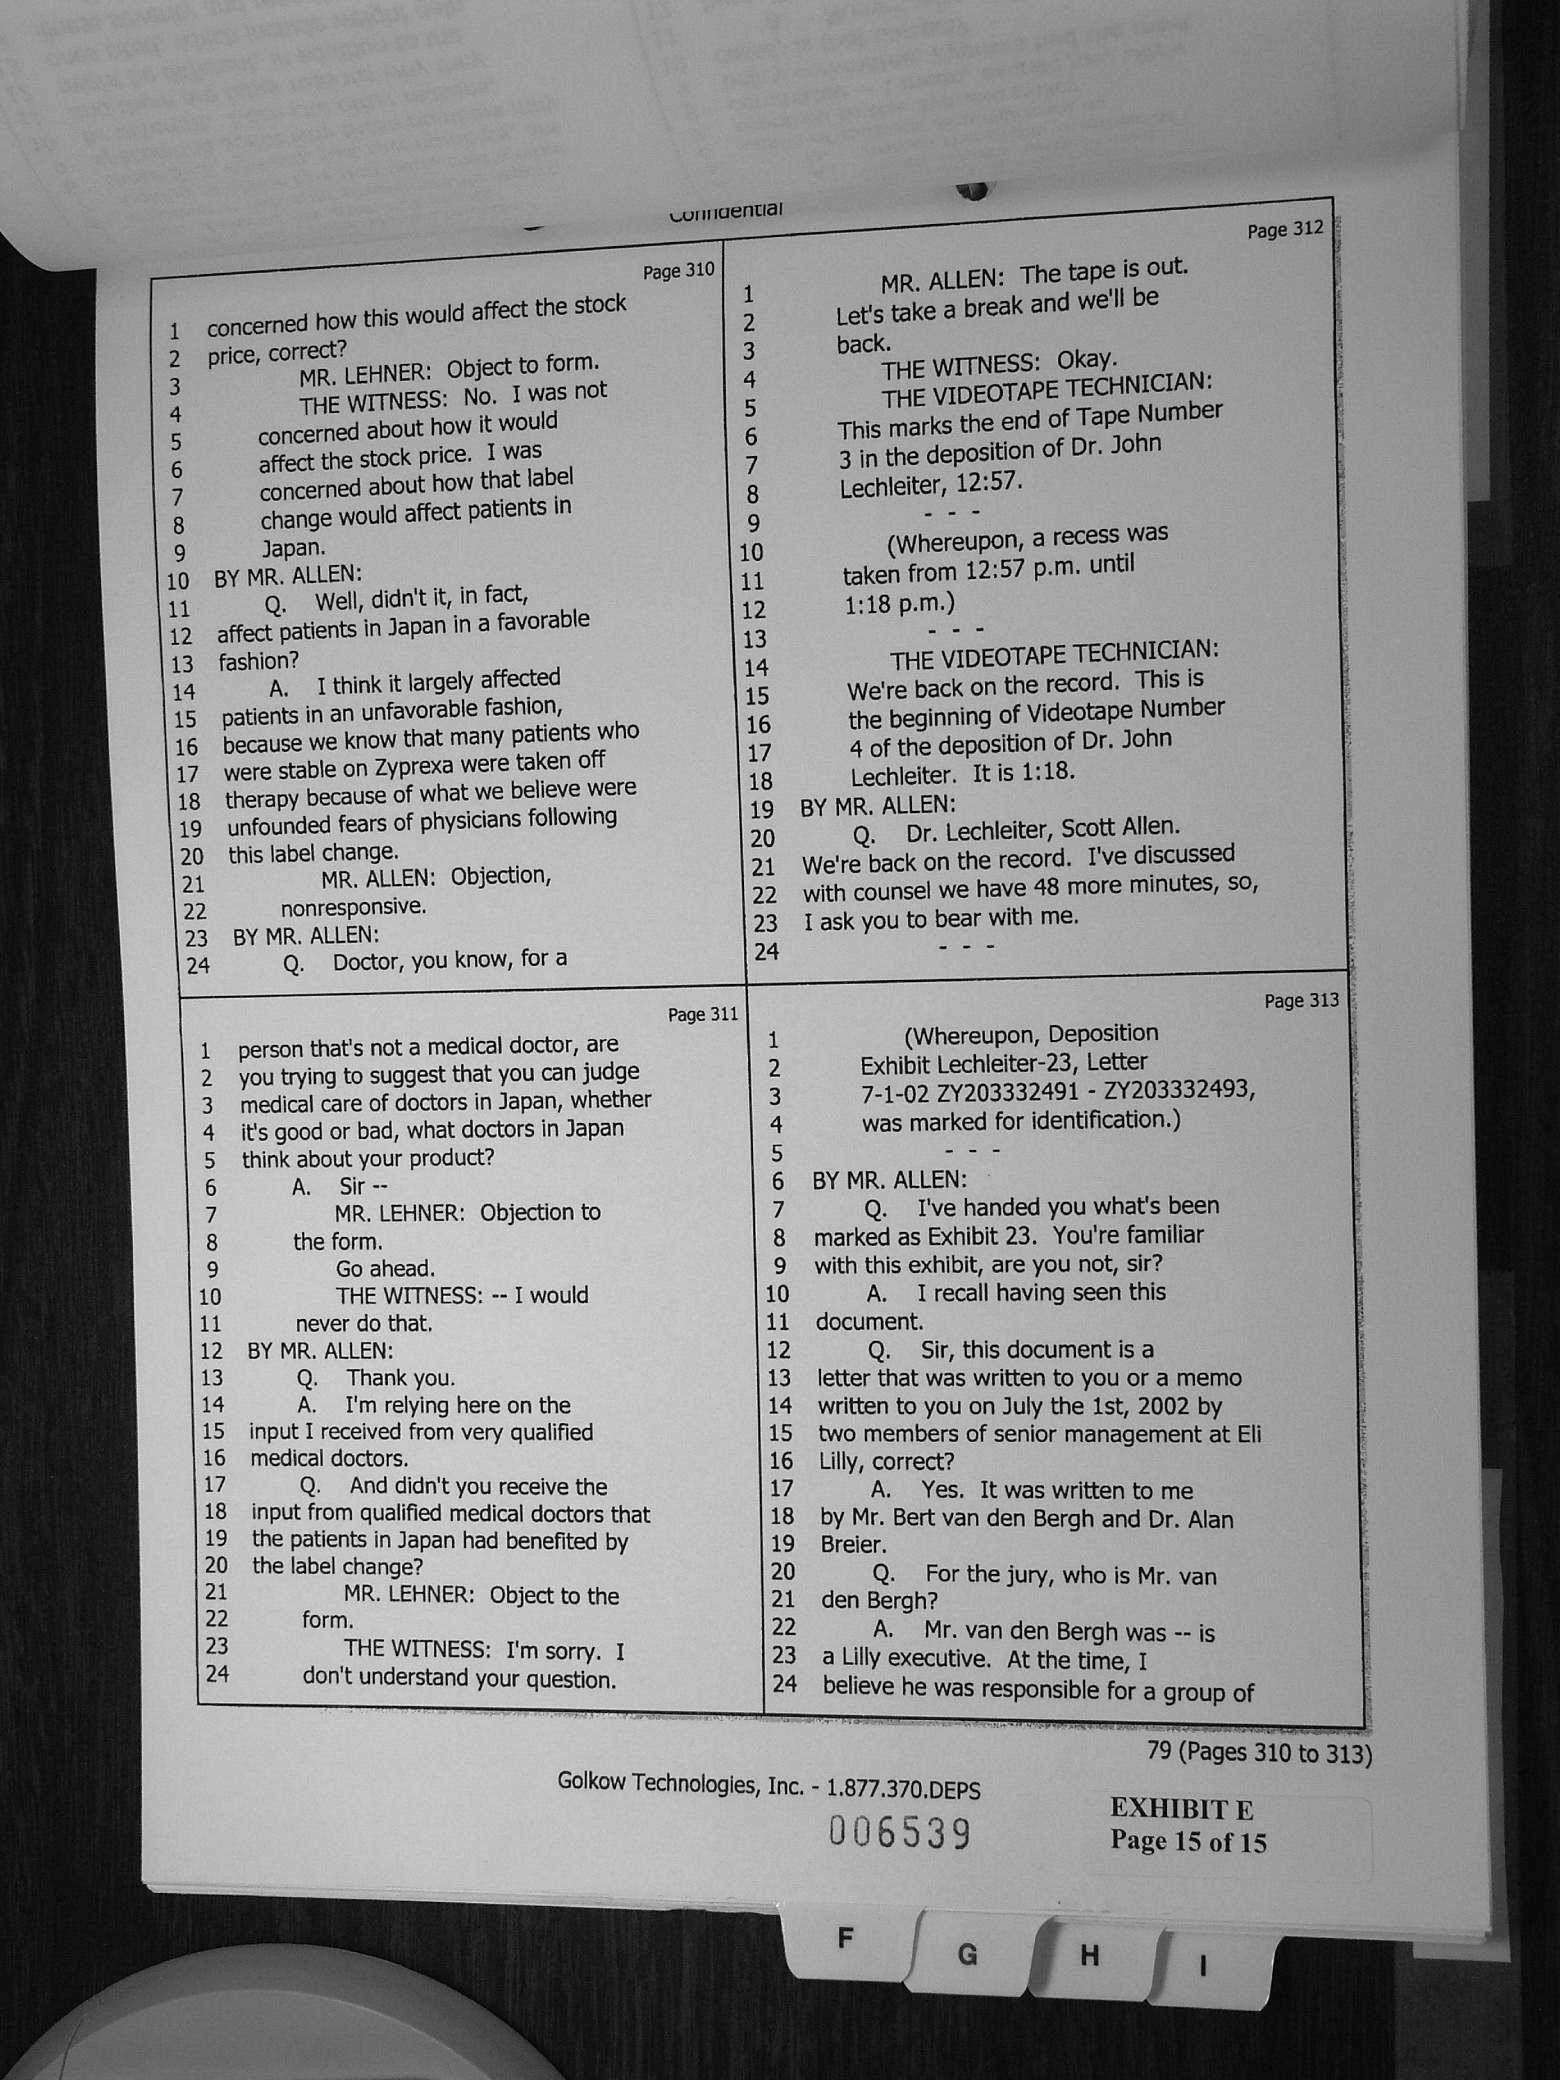 Confidential
Page 310
1 concerned how this would affect the stock
2 price, correct?
3 MR. LEHNER: Object to form.
4 THE WITNESS: No. I was not
5 concerned about how it would
6 affect the stock price. I was
7 concerned about how that label
8 change would affect patients in
9 Japan.
10 BY MR. ALLEN:
11 Q. Well, didn't it, in fact,
12 affect patients in Japan in a favorable
13 fashion?
14 A. I think it largely affected
15 patients in an unfavorable fashion,
16 because we know that many patients who
17 were stable on Zyprexa were taken off
18 therapy because of what we believe were
19 unfounded fears of physicians following
20 this label change.
21 MR. ALLEN: Objection,
22 nonresponsive.
23 BY MR. ALLEN:
24 Q. Doctor, you know, for a
Page 311
1 person that's not a medical doctor, are
2 you trying to suggest that you can judge
3 medical care of doctors in Japan, whether
4 it's good or bad, what doctors in Japan
5 think about your product?
6 A. Sir --
7 MR. LEHNER: Objection to
8 the form.
9 Go ahead.
10 THE WITNESS: -- I would
11 never do that.
12 BY MR. ALLEN:
13 Q. Thank you.
14 A. I'm relying here on the
15 input I received from very qualified
16 medical doctors.
17 Q. And didn't you receive the
18 input from qualified medical doctors that
19 the patients in Japan had benefited by
20 the label change?
21 MR. LEHNER: Object to the
22 form.
23 THE WITNESS: I'm sorry. I
24 don't understand your question.
Page 312
1 MR. ALLEN: The tape is out.
2 Let's take a break and we'll be
3 back.
4 THE WITNESS: Okay.
5 THE VIDEOTAPE TECHNICIAN:
6 This marks the end of Tape Number
7 3 in the deposition of Dr. John
8 Lechleiter, 12:57.
9 - - -
10 (Whereupon, a recess was
11 taken from 12:57 p.m. until
12 1:18 p.m.)
13 - - -
14 THE VIDEOTAPE TECHNICIAN:
15 We're back on the record. This is
16 the beginning of Videotape Number
17 4 of the deposition of Dr. John
18 Lechleiter. It is 1:18.
19 BY MR. ALLEN:
20 Q. Dr. Lechleiter, Scott Allen.
21 We're back on the record. I've discussed
22 with counsel we have 48 more minutes, so,
23 I ask you to bear with me.
24 - - -
Page 313
1 (Whereupon, Deposition
2 Exhibit Lechleiter-23, Letter
3 7-1-02 ZY203332491 - ZY203332493,
4 was marked for identification.)
5 - - -
6 BY MR. ALLEN:
7 Q. I've handed you what's been
8 marked as Exhibit 23. You're familiar
9 with this exhibit, are you not, sir?
10 A. I recall having seen this
11 document.
12 Q. Sir, this document is a
13 letter that was written to you or a memo
14 written to you on July the 1st, 2002 by
15 two members of senior management at Eli
16 Lilly, correct?
17 A. Yes. It was written to me
18 by Mr. Bert van den Bergh and Dr. Alan
19 Breier.
20 Q. For the jury, who is Mr. van
21 den Bergh?
22 A. Mr. van den Bergh was -- is
23 a Lilly executive. At the time, I
24 believe he was responsible for a group of
79 (Pages 310 to 313)
Golkow Technologies, Inc. - 1.877.370.DEPS
006539
EXHIBIT E
Page 15 of 15
F
G
H
I